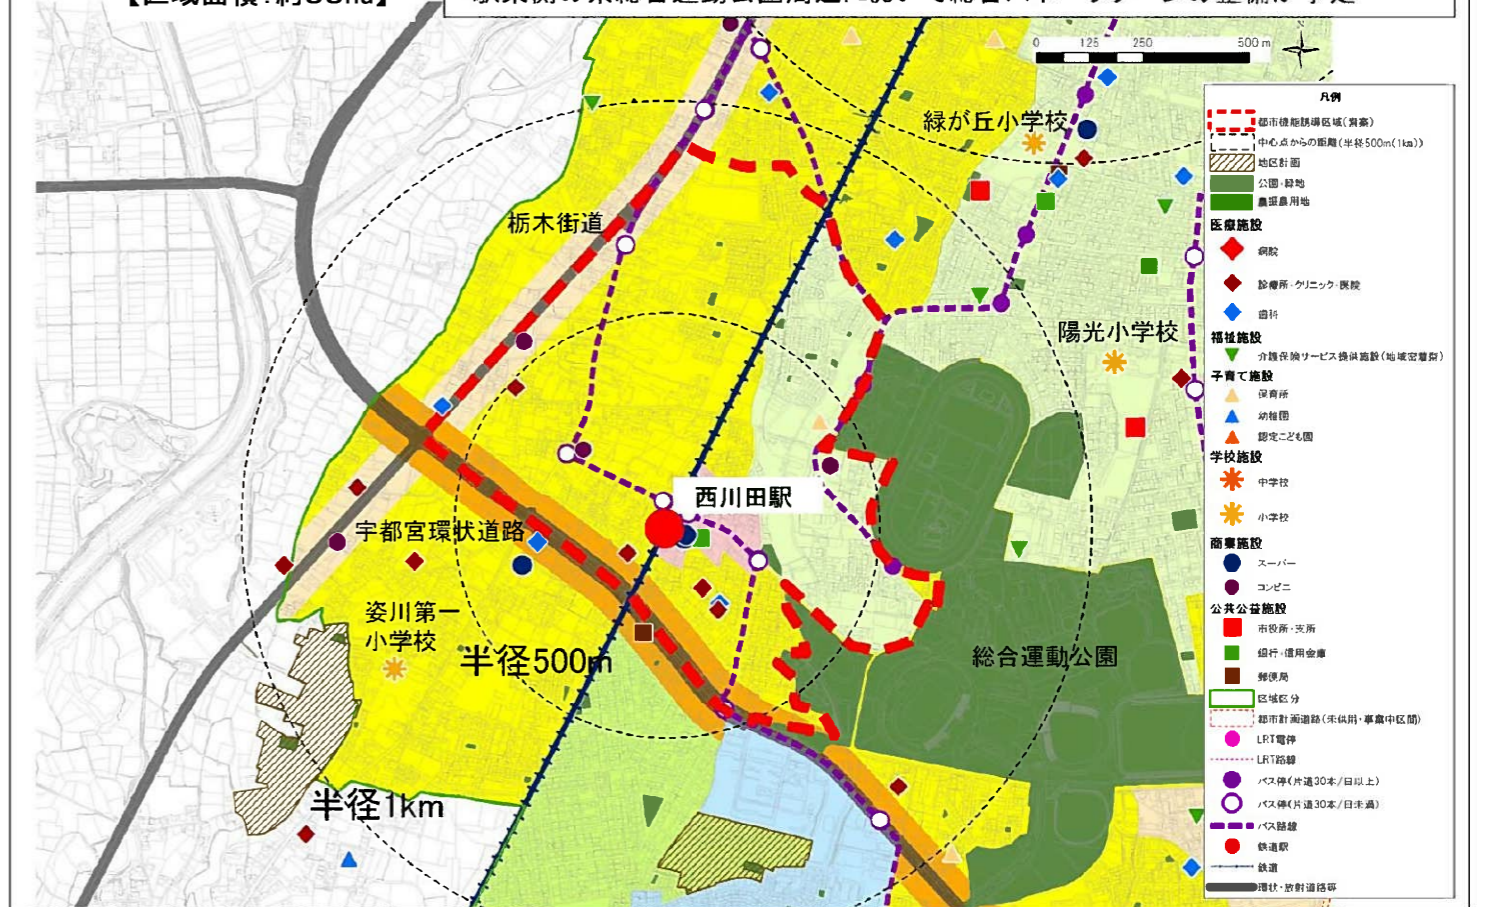 0 125 250 500 m
緑が丘小学校
栃木街道
陽光小学校
西川田駅
宇都宮環状道路
姿川第一
小学校
半径500m
総合運動公園
半径1km
凡例
都市機能誘導区域(素案)
中心点からの距離(半径500m(1km))
地区計画
公園・緑地
農振農用地
医療施設
病院
診療所・クリニック・医院
歯科
福祉施設
介護保険サービス提供施設(地域密着型)
子育て施設
保育所
幼稚園
認定こども園
学校施設
中学校
小学校
商業施設
スーパー
コンビニ
公共公益施設
市役所・支所
銀行・信用金庫
郵便局
区域区分
都市計画道路(未供用・事業中区間)
LRT電停
LRT路線
バス停(片道30本/日以上)
バス停(片道30本/日未満)
バス路線
鉄道駅
鉄道
環状・放射道路等